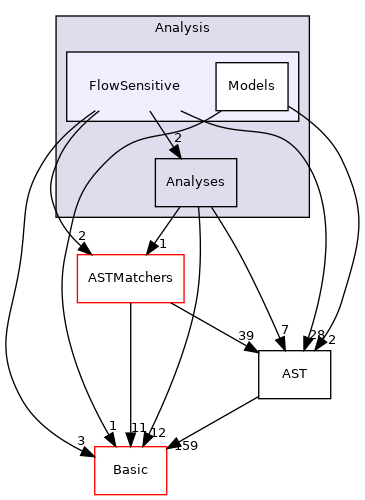 Analysis
FlowSensitive
Models
2
Analyses
2
1
ASTMatchers
39
7
28
2
AST
3
1
11
12
159
Basic